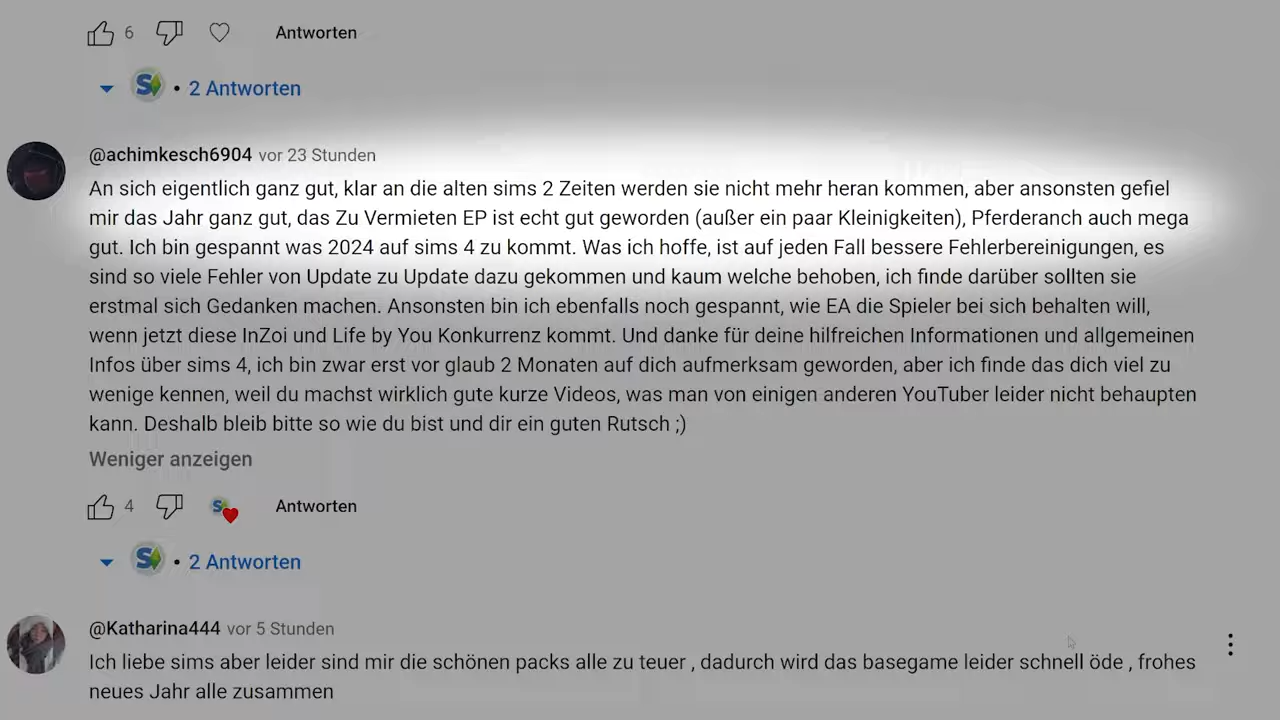 6 Antworten
S • 2 Antworten
@achimkesch6904 vor 23 Stunden
An sich eigentlich ganz gut, klar an die alten sims 2 Zeiten werden sie nicht mehr heran kommen, aber ansonsten gefiel
mir das Jahr ganz gut, das Zu Vermieten EP ist echt gut geworden (außer ein paar Kleinigkeiten), Pferderanch auch mega
gut. Ich bin gespannt was 2024 auf sims 4 zu kommt. Was ich hoffe, ist auf jeden Fall bessere Fehlerbereinigungen, es
sind so viele Fehler von Update zu Update dazu gekommen und kaum welche behoben, ich finde darüber sollten sie
erstmal sich Gedanken machen. Ansonsten bin ich ebenfalls noch gespannt, wie EA die Spieler bei sich behalten will,
wenn jetzt diese InZoi und Life by You Konkurrenz kommt. Und danke für deine hilfreichen Informationen und allgemeinen
Infos über sims 4, ich bin zwar erst vor glaub 2 Monaten auf dich aufmerksam geworden, aber ich finde das dich viel zu
wenige kennen, weil du machst wirklich gute kurze Videos, was man von einigen anderen YouTuber leider nicht behaupten
kann. Deshalb bleib bitte so wie du bist und dir ein guten Rutsch ;)
Weniger anzeigen
4 S Antworten
S • 2 Antworten
@Katharina444 vor 5 Stunden
Ich liebe sims aber leider sind mir die schönen packs alle zu teuer , dadurch wird das basegame leider schnell öde , frohes
neues Jahr alle zusammen